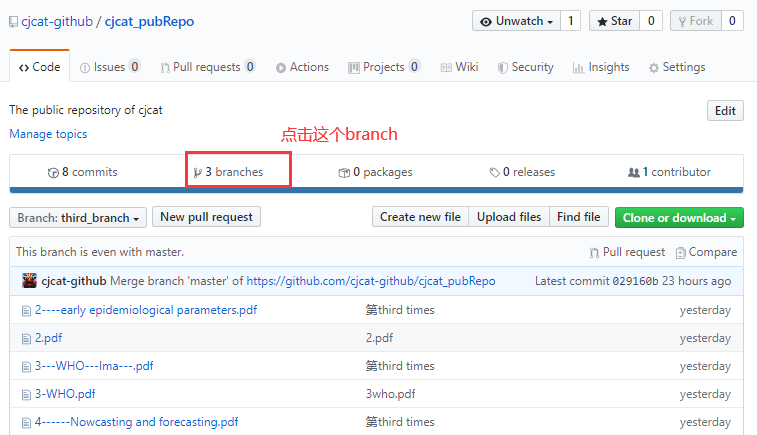 cjcat-github / cjcat_pubRepo Unwatch 1 Star 0 Fork 0
Code Issues 0 Pull requests 0 Actions Projects 0 Wiki Security Insights Settings
The public repository of cjcat Edit
Manage topics
点击这个branch
8 commits 3 branches 0 packages 0 releases 1 contributor
Branch: third_branch New pull request Create new file Upload files Find file Clone or download
This branch is even with master. Pull request Compare
cjcat-github Merge branch 'master' of https://github.com/cjcat-github/cjcat_pubRepo Latest commit 029160b 23 hours ago
2----early epidemiological parameters.pdf 第third times yesterday
2.pdf 2.pdf yesterday
3---WHO---Ima---.pdf 第third times yesterday
3-WHO.pdf 3who.pdf yesterday
4------Nowcasting and forecasting.pdf 第third times yesterday